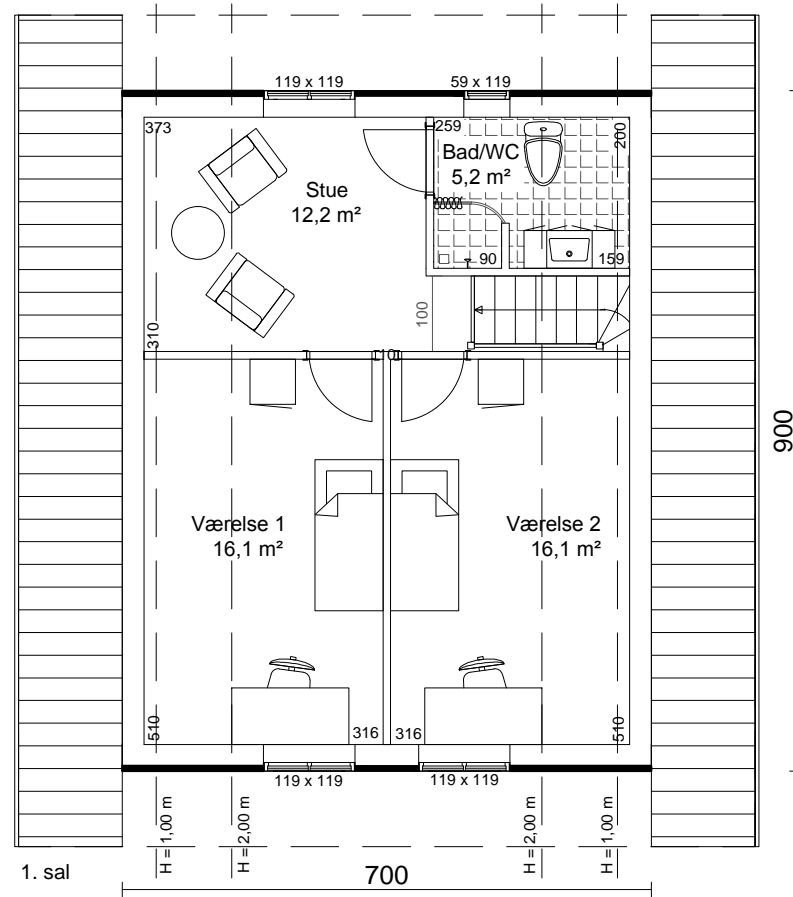 119 x 119
59 x 119
373
259
200
Bad/WC
5,2 m²
Stue
12,2 m²
90
159
100
310
10
900
Værelse 1
16,1 m²
Værelse 2
16,1 m²
510
316
316
510
119 x 119
119 x 119
H = 1,00 m
H = 2,00 m
H = 2,00 m
H = 1,00 m
1. sal
700